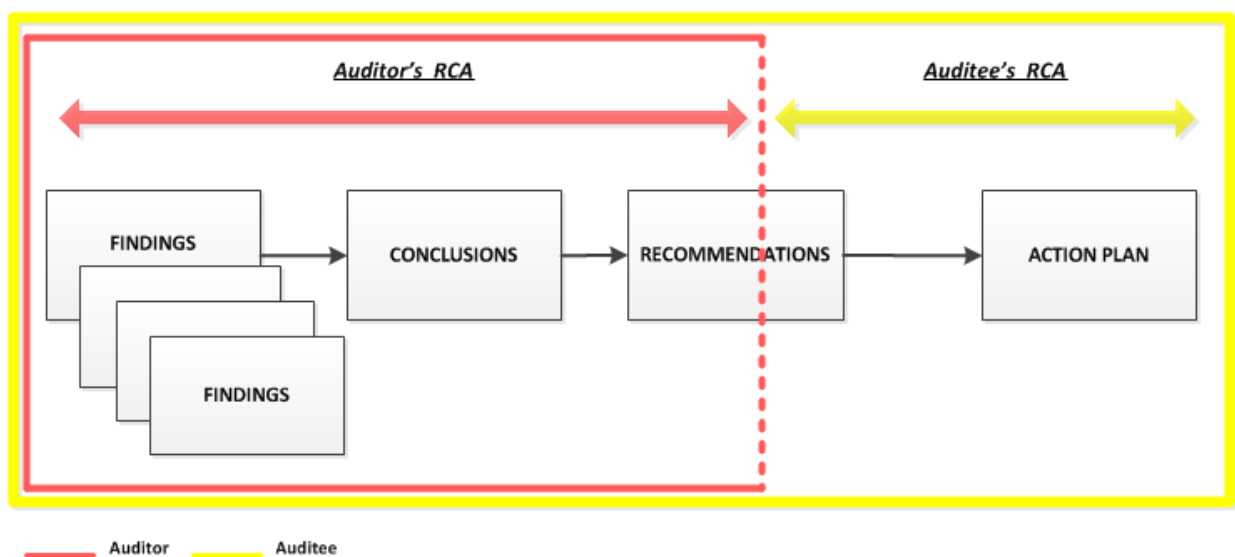 Auditor's RCA
Auditee's RCA
FINDINGS
CONCLUSIONS
RECOMMENDATIONS
ACTION PLAN
FINDINGS
Auditor
Auditee